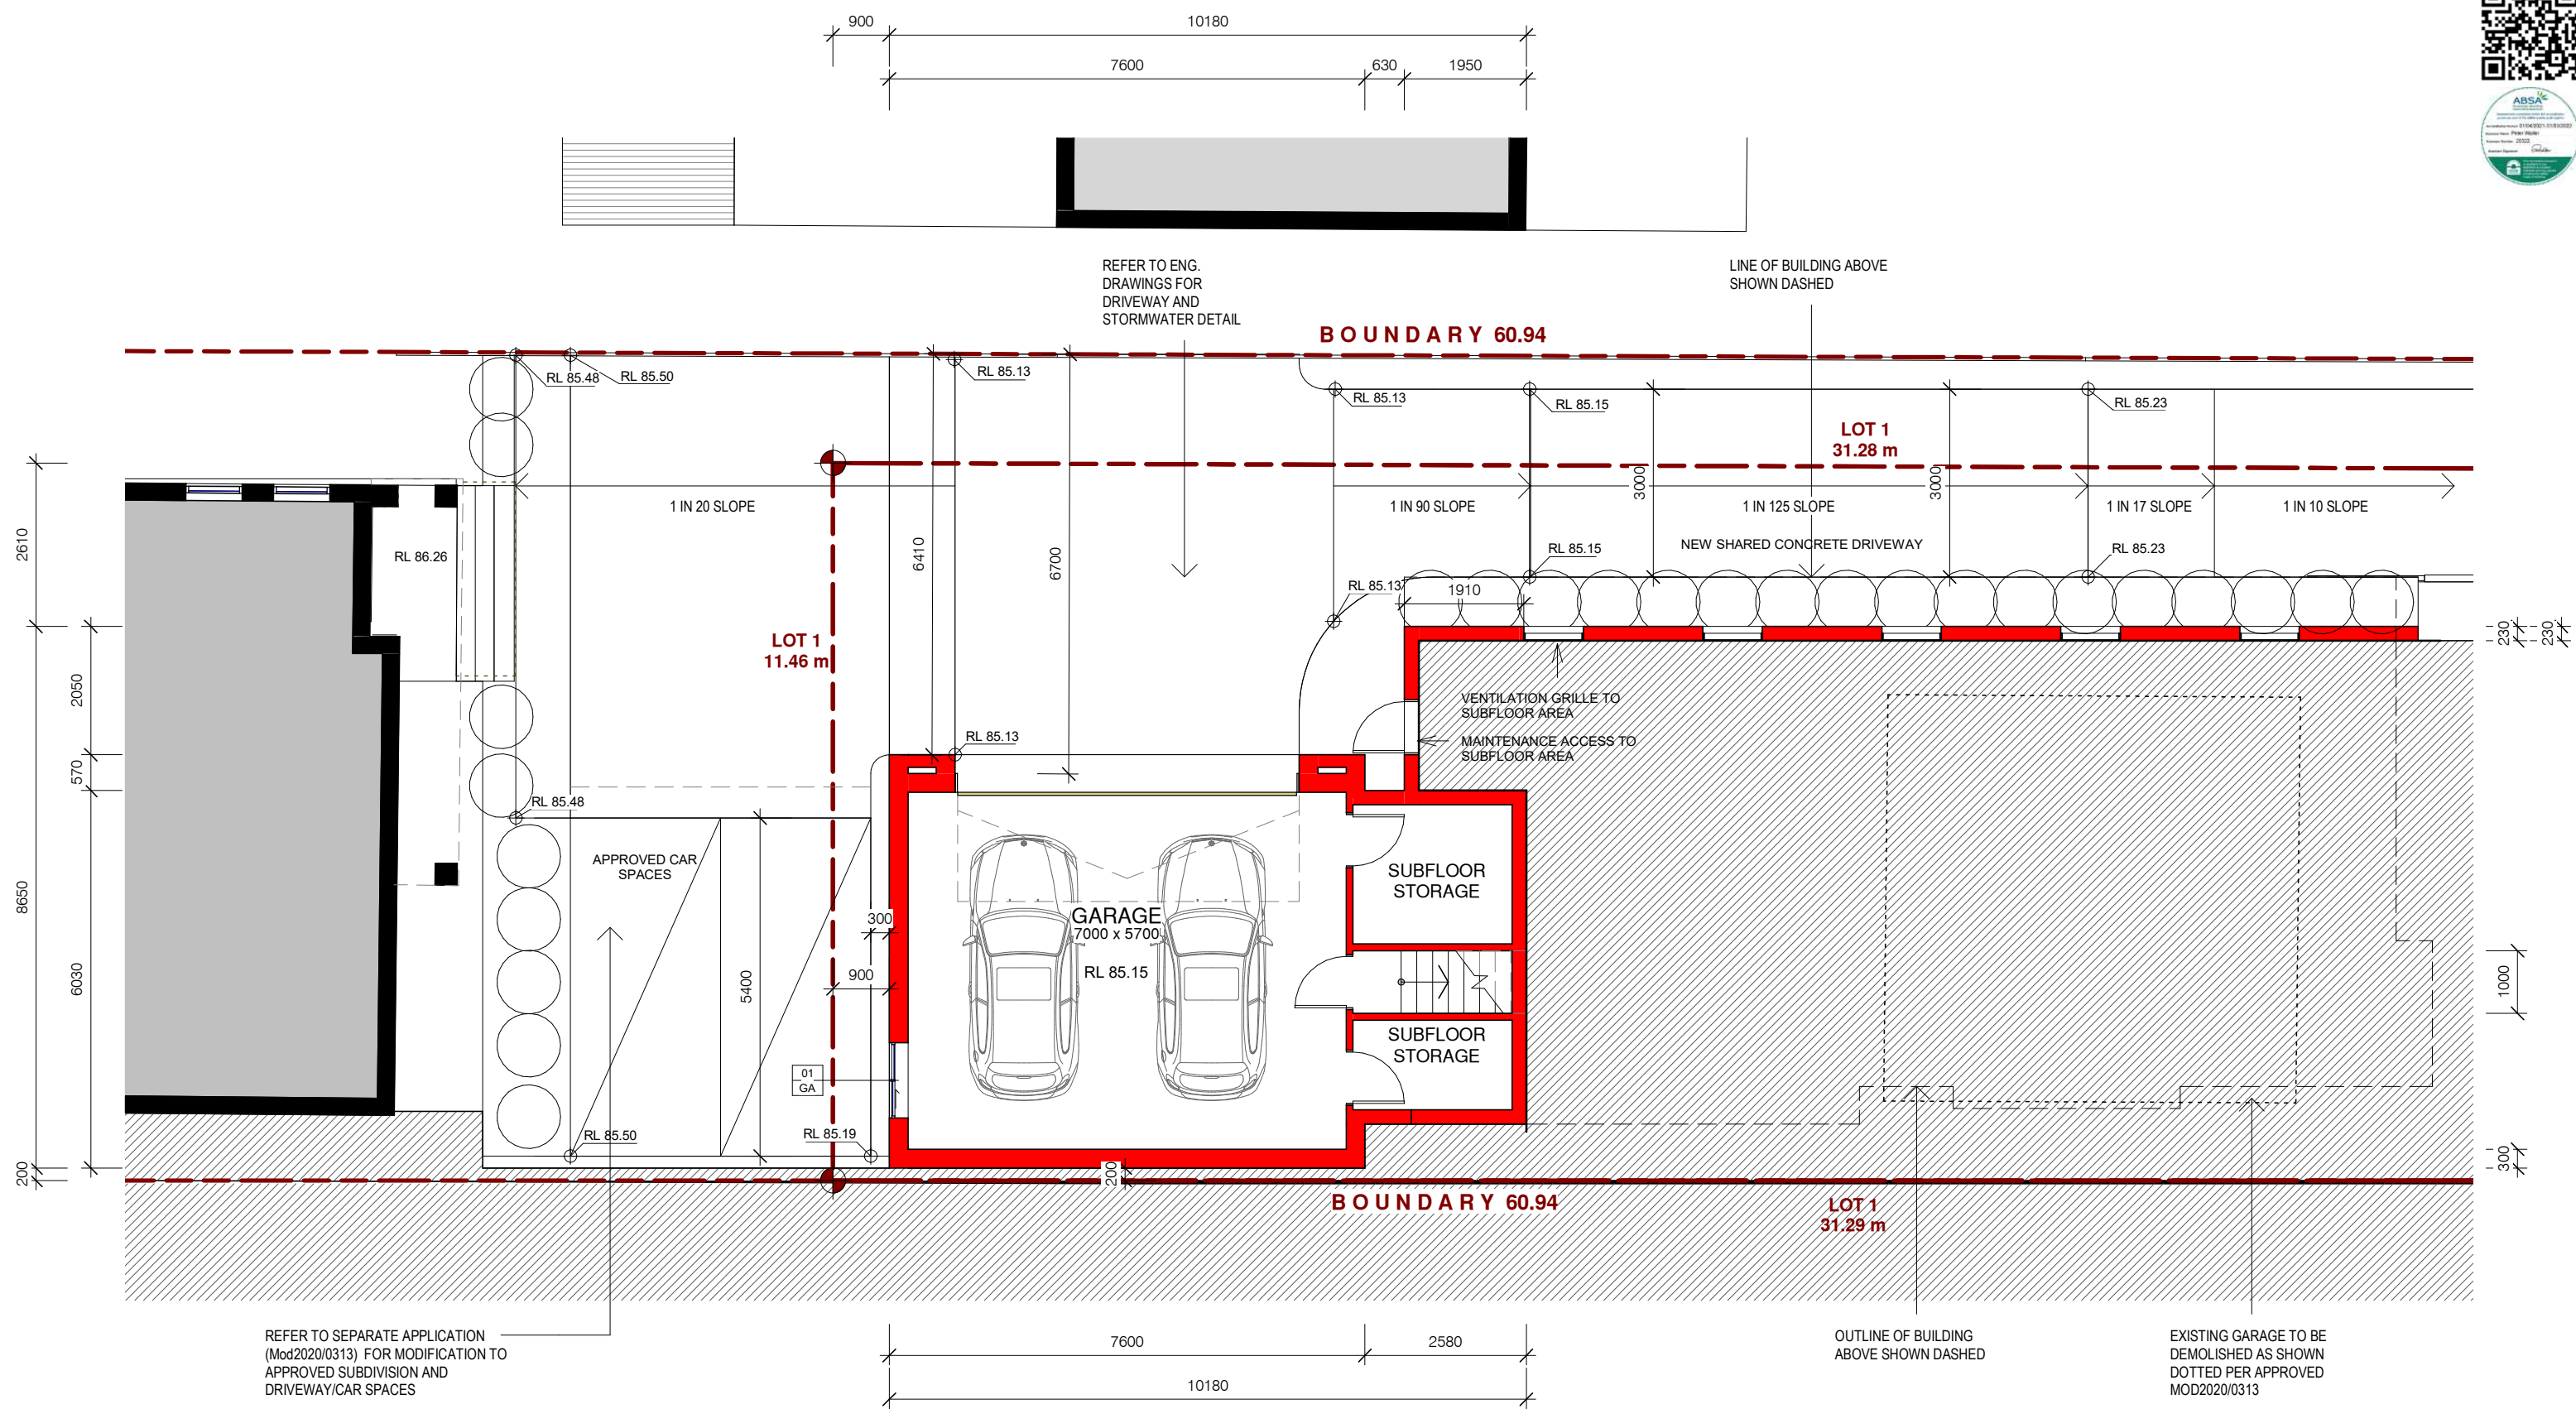 900
10180
7600
630
1950
ABSA
Peter Waller
REFER TO ENG.
DRAWINGS FOR
DRIVEWAY AND
STORMWATER DETAIL
LINE OF BUILDING ABOVE
SHOWN DASHED
BOUNDARY 60.94
RL 85.48
RL 85.50
RL 85.13
RL 85.13
RL 85.15
RL 85.23
LOT 1
31.28 m
3000
3000
1 IN 20 SLOPE
1 IN 90 SLOPE
1 IN 125 SLOPE
1 IN 17 SLOPE
1 IN 10 SLOPE
2610
RL 86.26
6410
6700
RL 85.15
NEW SHARED CONCRETE DRIVEWAY
RL 85.23
RL 85.13
1910
230
230
LOT 1
11.46 m
2050
VENTILATION GRILLE TO
SUBFLOOR AREA
MAINTENANCE ACCESS TO
SUBFLOOR AREA
RL 85.13
570
RL 85.48
APPROVED CAR
SPACES
8650
6030
5400
300
900
GARAGE
7000 x 5700
RL 85.15
SUBFLOOR
STORAGE
SUBFLOOR
STORAGE
1000
01
GA
RL 85.50
RL 85.19
200
200
300
BOUNDARY 60.94
LOT 1
31.29 m
REFER TO SEPARATE APPLICATION
(Mod2020/0313) FOR MODIFICATION TO
APPROVED SUBDIVISION AND
DRIVEWAY/CAR SPACES
7600
2580
10180
OUTLINE OF BUILDING
ABOVE SHOWN DASHED
EXISTING GARAGE TO BE
DEMOLISHED AS SHOWN
DOTTED PER APPROVED
MOD2020/0313